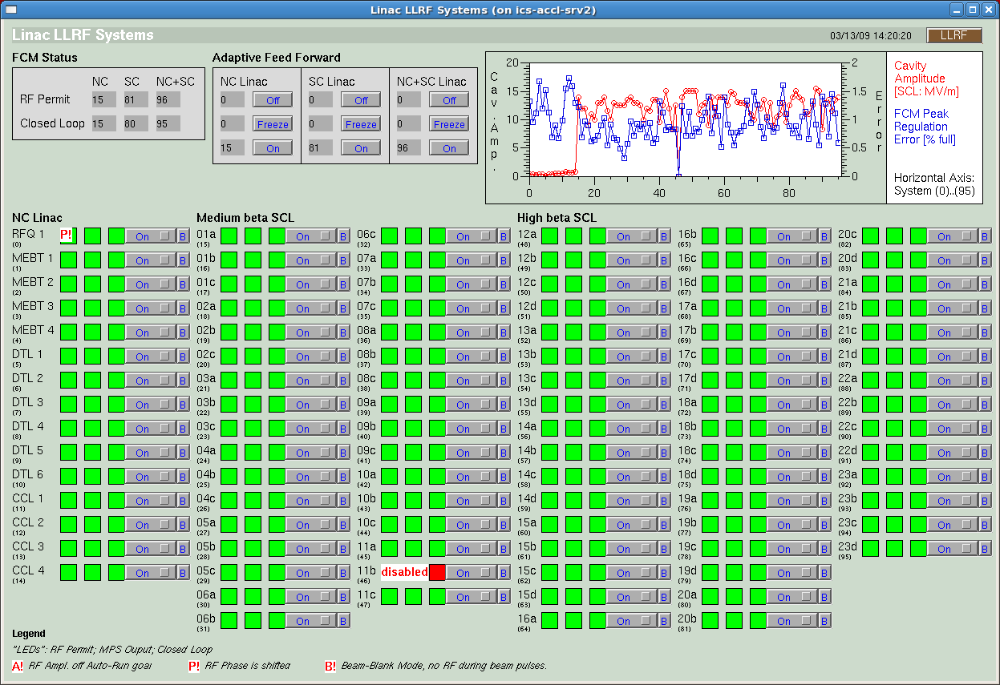 Linac LLRF Systems (on ics-accl-srv2)
Linac LLRF Systems
03/13/09 14:20:20
LLRF
FCM Status
NC SC NC+SC
RF Permit 15 81 96
Closed Loop 15 80 95
Adaptive Feed Forward
NC Linac SC Linac NC+SC Linac
0 Off 0 Off 0 Off
0 Freeze 0 Freeze 0 Freeze
15 On 81 On 96 On
Cav.Amp.
20
15
10
5
0
0 20 40 60 80
2
1.5
1
0.5
0
Error
Cavity
Amplitude
[SCL: MV/m]
FCM Peak
Regulation
Error [% full]
Horizontal Axis:
System (0)..(95)
NC Linac
RFQ 1 P! On B
(0)
MEBT 1 On B
(1)
MEBT 2 On B
(2)
MEBT 3 On B
(3)
MEBT 4 On B
(4)
DTL 1 On B
(5)
DTL 2 On B
(6)
DTL 3 On B
(7)
DTL 4 On B
(8)
DTL 5 On B
(9)
DTL 6 On B
(10)
CCL 1 On B
(11)
CCL 2 On B
(12)
CCL 3 On B
(13)
CCL 4 On B
(14)
Medium beta SCL
01a On B
(15)
01b On B
(16)
01c On B
(17)
02a On B
(18)
02b On B
(19)
02c On B
(20)
03a On B
(21)
03b On B
(22)
03c On B
(23)
04a On B
(24)
04b On B
(25)
04c On B
(26)
05a On B
(27)
05b On B
(28)
05c On B
(29)
06a On B
(30)
06b On B
(31)
06c On B
(32)
07a On B
(33)
07b On B
(34)
07c On B
(35)
08a On B
(36)
08b On B
(37)
08c On B
(38)
09a On B
(39)
09b On B
(40)
09c On B
(41)
10a On B
(42)
10b On B
(43)
10c On B
(44)
11a On B
(45)
11b disabled On B
(46)
11c On B
(47)
High beta SCL
12a On B
(48)
12b On B
(49)
12c On B
(50)
12d On B
(51)
13a On B
(52)
13b On B
(53)
13c On B
(54)
13d On B
(55)
14a On B
(56)
14b On B
(57)
14c On B
(58)
14d On B
(59)
15a On B
(60)
15b On B
(61)
15c On B
(62)
15d On B
(63)
16a On B
(64)
16b On B
(65)
16c On B
(66)
16d On B
(67)
17a On B
(68)
17b On B
(69)
17c On B
(70)
17d On B
(71)
18a On B
(72)
18b On B
(73)
18c On B
(74)
18d On B
(75)
19a On B
(76)
19b On B
(77)
19c On B
(78)
19d On B
(79)
20a On B
(80)
20b On B
(81)
20c On B
(82)
20d On B
(83)
21a On B
(84)
21b On B
(85)
21c On B
(86)
21d On B
(87)
22a On B
(88)
22b On B
(89)
22c On B
(90)
22d On B
(91)
23a On B
(92)
23b On B
(93)
23c On B
(94)
23d On B
(95)
Legend
"LEDs": RF Permit; MPS Ouput; Closed Loop
A! RF Ampl. off Auto-Run goal P! RF Phase is shifted B! Beam-Blank Mode, no RF during beam pulses.